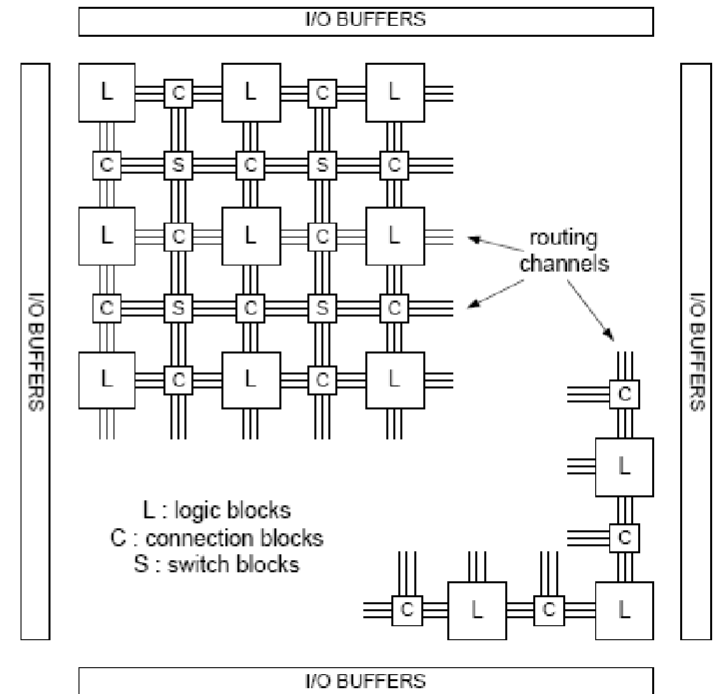 I/O BUFFERS
L C L C L
C S C S C
L C L C L
routing
channels
I/O BUFFERS
I/O BUFFERS
C S C S C
L C L C L
C
L
L : logic blocks
C : connection blocks
S : switch blocks
C
C L C L
I/O BUFFERS